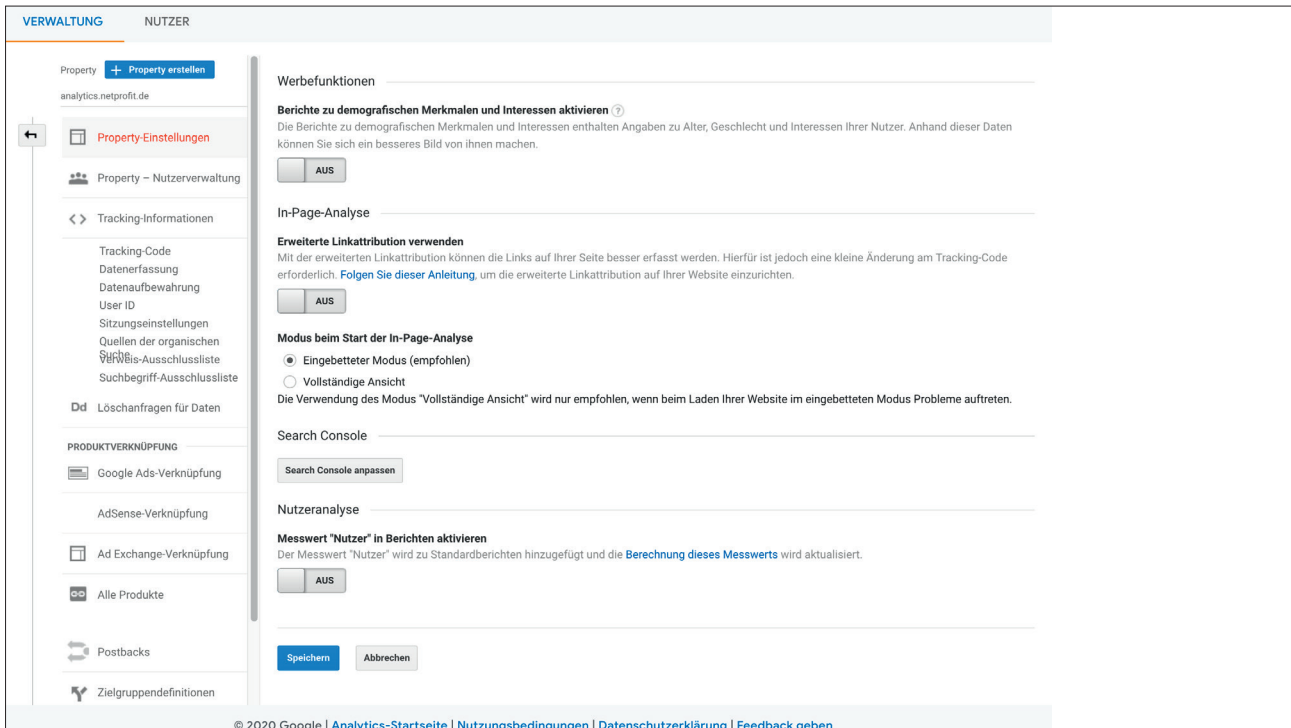 VERWALTUNG NUTZER
Property + Property erstellen
analytics.netprofit.de
Property-Einstellungen
Property – Nutzerverwaltung
< > Tracking-Informationen
Tracking-Code
Datenerfassung
Datenaufbewahrung
User ID
Sitzungseinstellungen
Quellen der organischen
Suche
Verweis-Ausschlussliste
Suchbegriff-Ausschlussliste
Dd Löschanfragen für Daten
PRODUKTVERKNÜPFUNG
Google Ads-Verknüpfung
AdSense-Verknüpfung
Ad Exchange-Verknüpfung
Alle Produkte
Postbacks
Zielgruppendefinitionen
Werbefunktionen
Berichte zu demografischen Merkmalen und Interessen aktivieren ?
Die Berichte zu demografischen Merkmalen und Interessen enthalten Angaben zu Alter, Geschlecht und Interessen Ihrer Nutzer. Anhand dieser Daten
können Sie sich ein besseres Bild von ihnen machen.
AUS
In-Page-Analyse
Erweiterte Linkattribution verwenden
Mit der erweiterten Linkattribution können die Links auf Ihrer Seite besser erfasst werden. Hierfür ist jedoch eine kleine Änderung am Tracking-Code
erforderlich. Folgen Sie dieser Anleitung, um die erweiterte Linkattribution auf Ihrer Website einzurichten.
AUS
Modus beim Start der In-Page-Analyse
Eingebetteter Modus (empfohlen)
Vollständige Ansicht
Die Verwendung des Modus "Vollständige Ansicht" wird nur empfohlen, wenn beim Laden Ihrer Website im eingebetteten Modus Probleme auftreten.
Search Console
Search Console anpassen
Nutzeranalyse
Messwert "Nutzer" in Berichten aktivieren
Der Messwert "Nutzer" wird zu Standardberichten hinzugefügt und die Berechnung dieses Messwerts wird aktualisiert.
AUS
Speichern Abbrechen
© 2020 Google | Analytics-Startseite | Nutzungsbedingungen | Datenschutzerklärung | Feedback geben